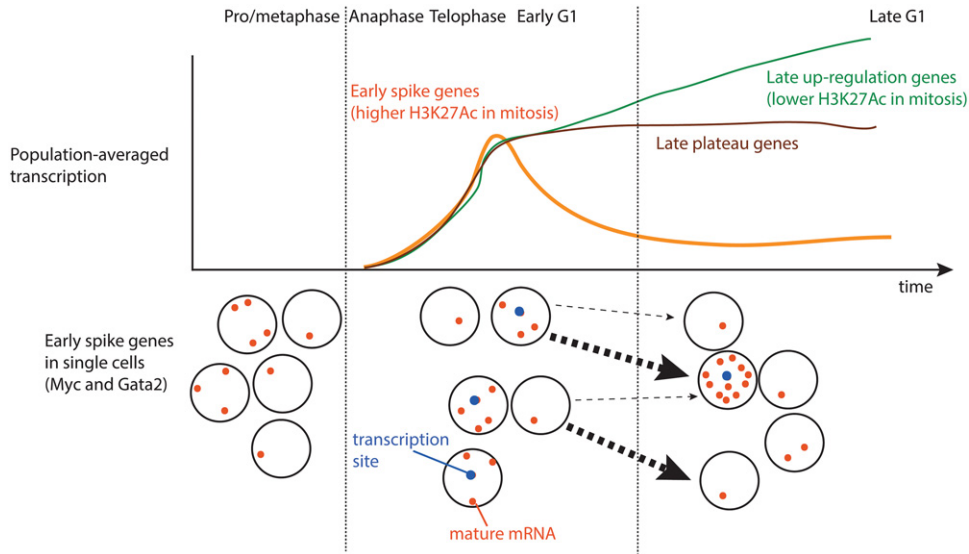 Pro/metaphase
Anaphase Telophase Early G1
Late G1
Early spike genes
(higher H3K27Ac in mitosis)
Late up-regulation genes
(lower H3K27Ac in mitosis)
Late plateau genes
Population-averaged
transcription
time
Early spike genes
in single cells
(Myc and Gata2)
transcription
site
mature mRNA